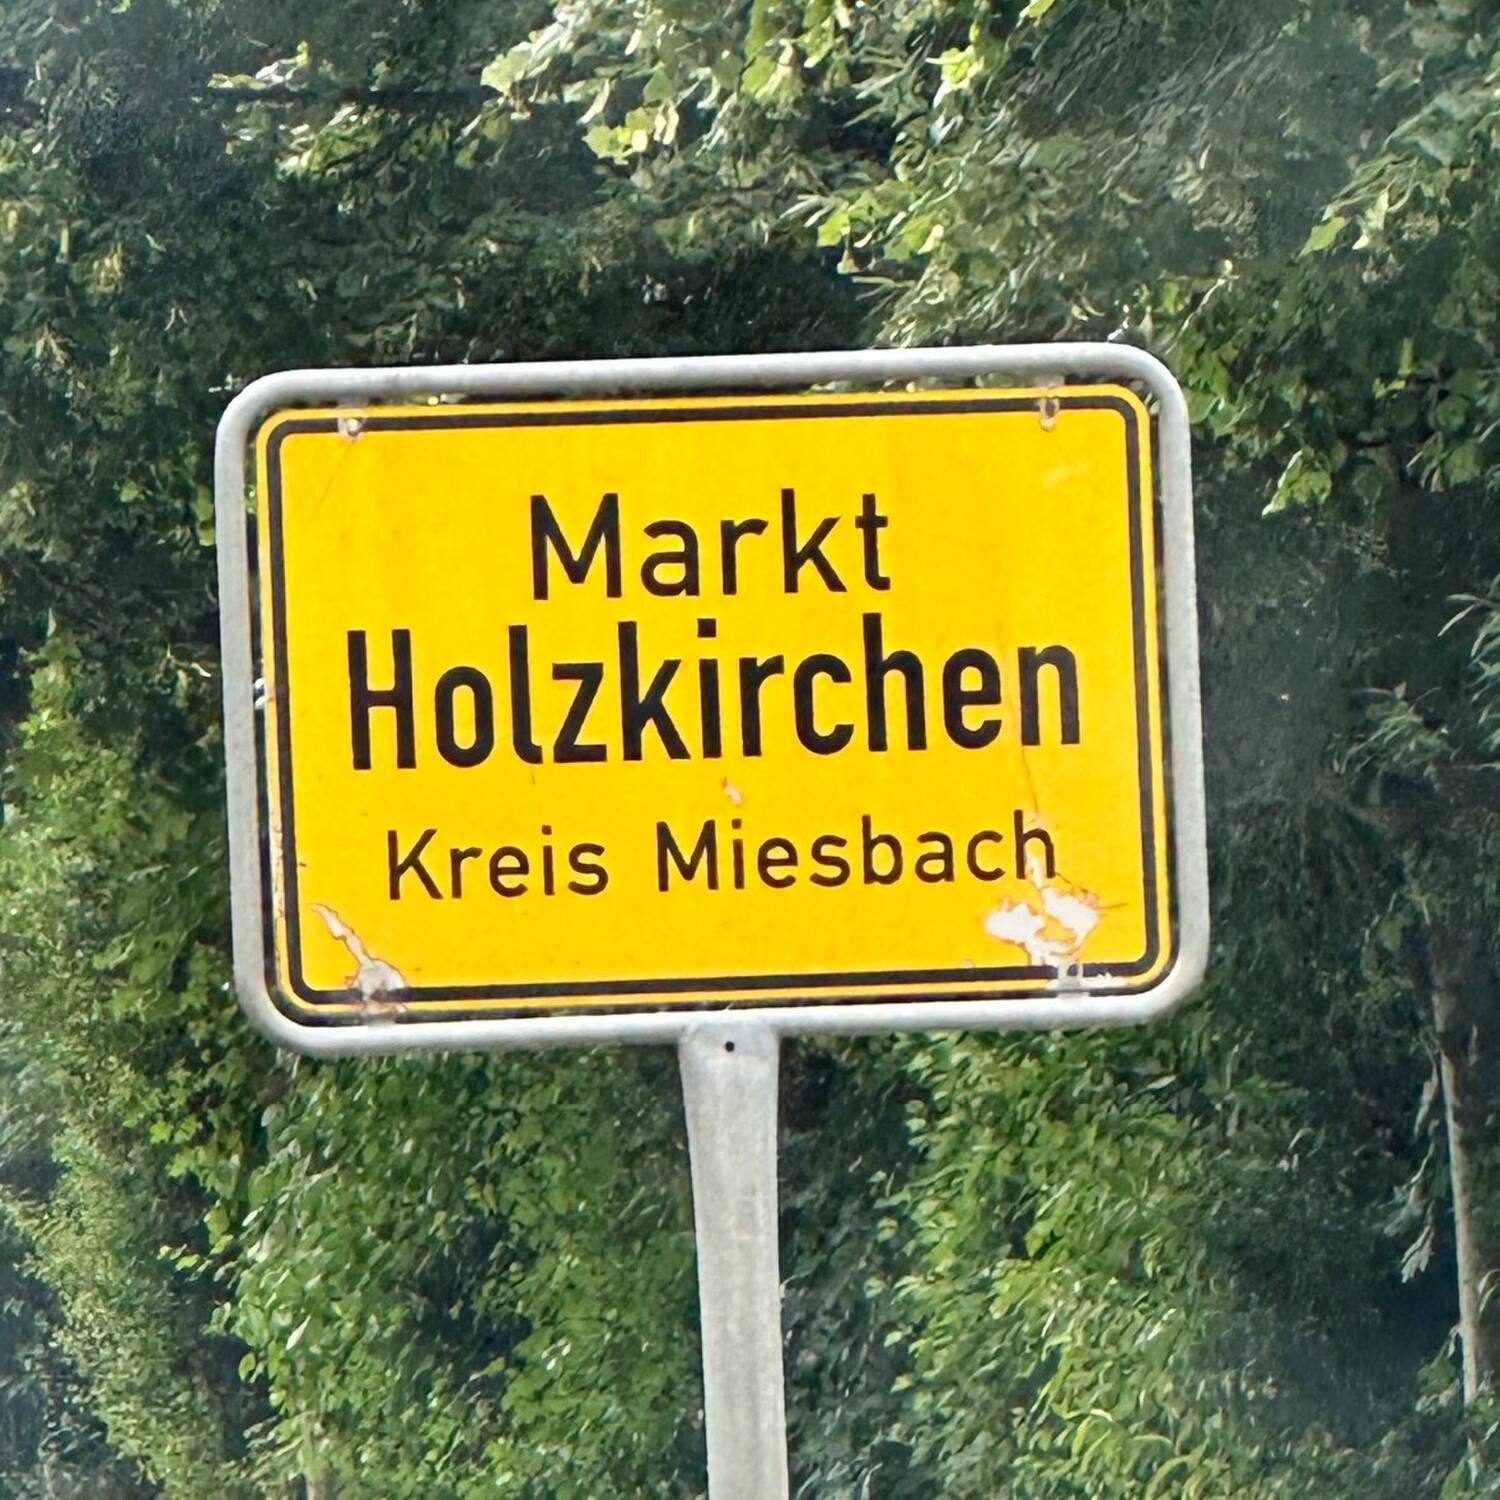 Markt
Holzkirchen
Kreis Miesbach